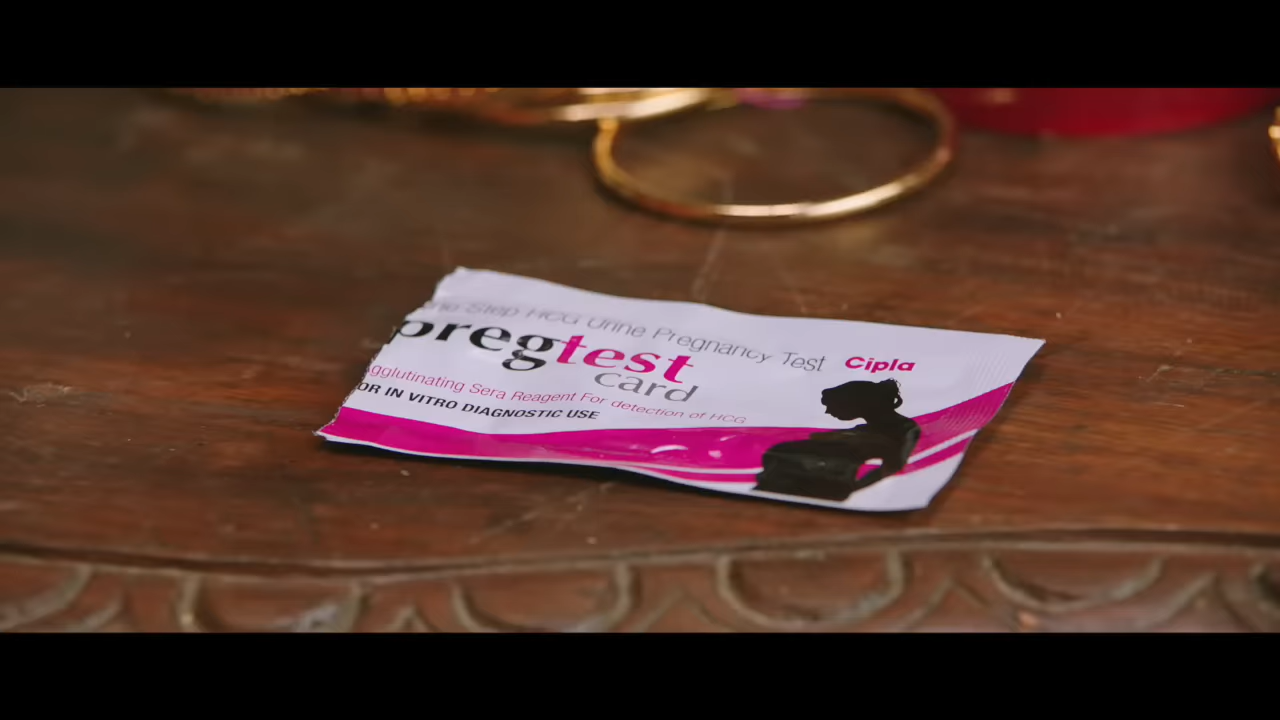 One Step HCG Urine Pregnancy Test Cipla
pregtest
card
Agglutinating Sera Reagent For detection of HCG
OR IN VITRO DIAGNOSTIC USE